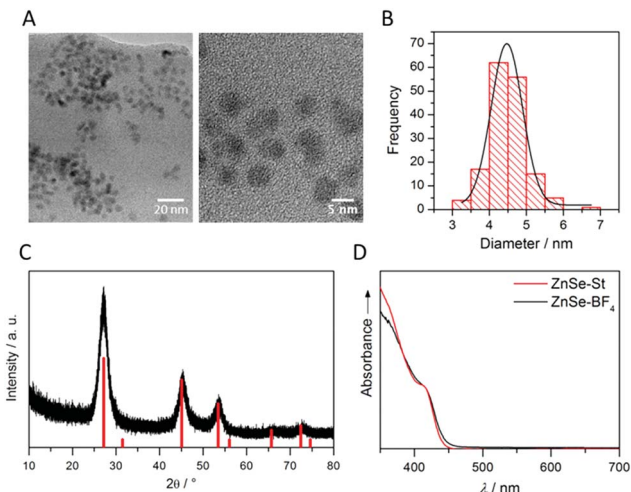 A
20 nm
5 nm
B
70
60
50
40
30
20
10
0
Frequency
2 3 4 5 6 7
Diameter / nm
C
Intensity / a. u.
10 20 30 40 50 60 70 80
2θ / °
D
ZnSe-St
ZnSe-BF₄
Absorbance
400 500 600 700
λ / nm